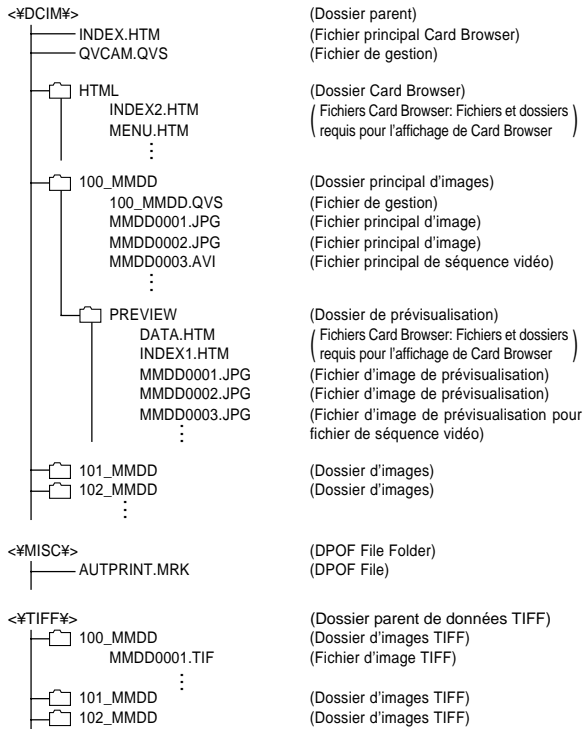 <¥DCIM¥> (Dossier parent)
INDEX.HTM (Fichier principal Card Browser)
QVCAM.QVS (Fichier de gestion)
HTML (Dossier Card Browser)
INDEX2.HTM ( Fichiers Card Browser: Fichiers et dossiers )
MENU.HTM requis pour l'affichage de Card Browser
100_MMDD (Dossier principal d'images)
100_MMDD.QVS (Fichier de gestion)
MMDD0001.JPG (Fichier principal d'image)
MMDD0002.JPG (Fichier principal d'image)
MMDD0003.AVI (Fichier principal de séquence vidéo)
PREVIEW (Dossier de prévisualisation)
DATA.HTM ( Fichiers Card Browser: Fichiers et dossiers )
INDEX1.HTM requis pour l'affichage de Card Browser
MMDD0001.JPG (Fichier d'image de prévisualisation)
MMDD0002.JPG (Fichier d'image de prévisualisation)
MMDD0003.JPG (Fichier d'image de prévisualisation pour
fichier de séquence vidéo)
101_MMDD (Dossier d'images)
102_MMDD (Dossier d'images)
<¥MISC¥> (DPOF File Folder)
AUTPRINT.MRK (DPOF File)
<¥TIFF¥> (Dossier parent de données TIFF)
100_MMDD (Dossier d'images TIFF)
MMDD0001.TIF (Fichier d'image TIFF)
101_MMDD (Dossier d'images TIFF)
102_MMDD (Dossier d'images TIFF)